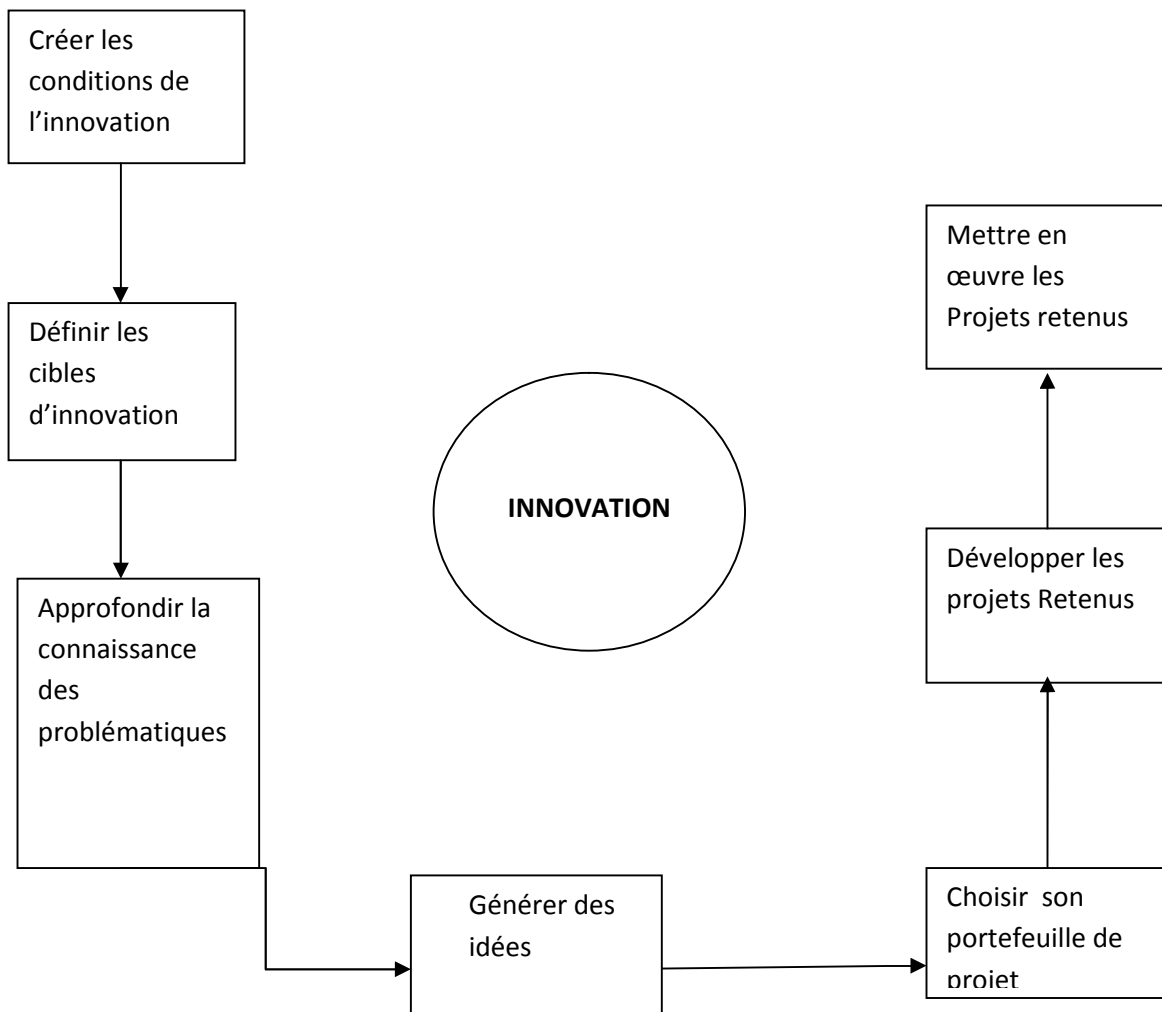 Créer les
conditions de
l’innovation
Définir les
cibles
d’innovation
Approfondir la
connaissance
des
problématiques
Générer des
idées
Choisir son
portefeuille de
projet
Développer les
projets Retenus
Mettre en
œuvre les
Projets retenus
INNOVATION